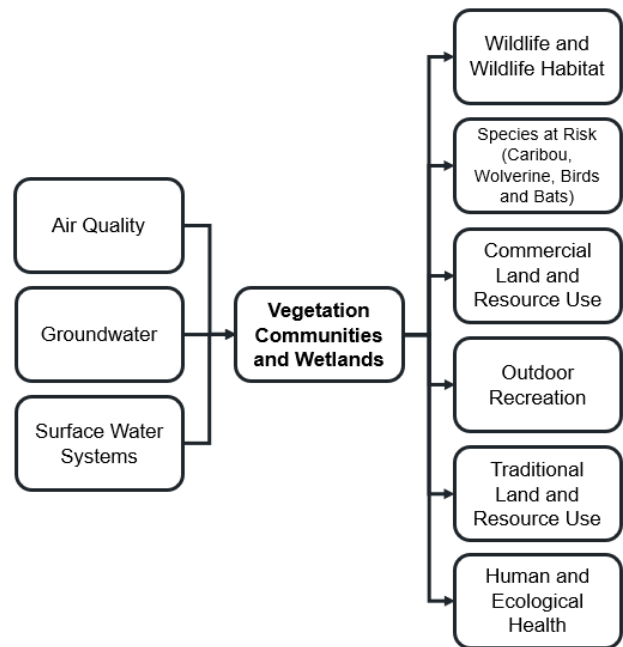 Air Quality
Groundwater
Surface Water
Systems
Vegetation
Communities
and Wetlands
Wildlife and
Wildlife Habitat
Species at Risk
(Caribou,
Wolverine, Birds
and Bats)
Commercial
Land and
Resource Use
Outdoor
Recreation
Traditional
Land and
Resource Use
Human and
Ecological
Health